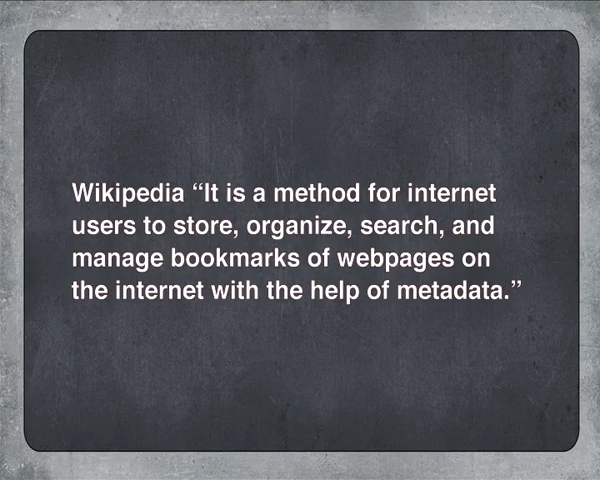 Wikipedia “It is a method for internet
users to store, organize, search, and
manage bookmarks of webpages on
the internet with the help of metadata.”